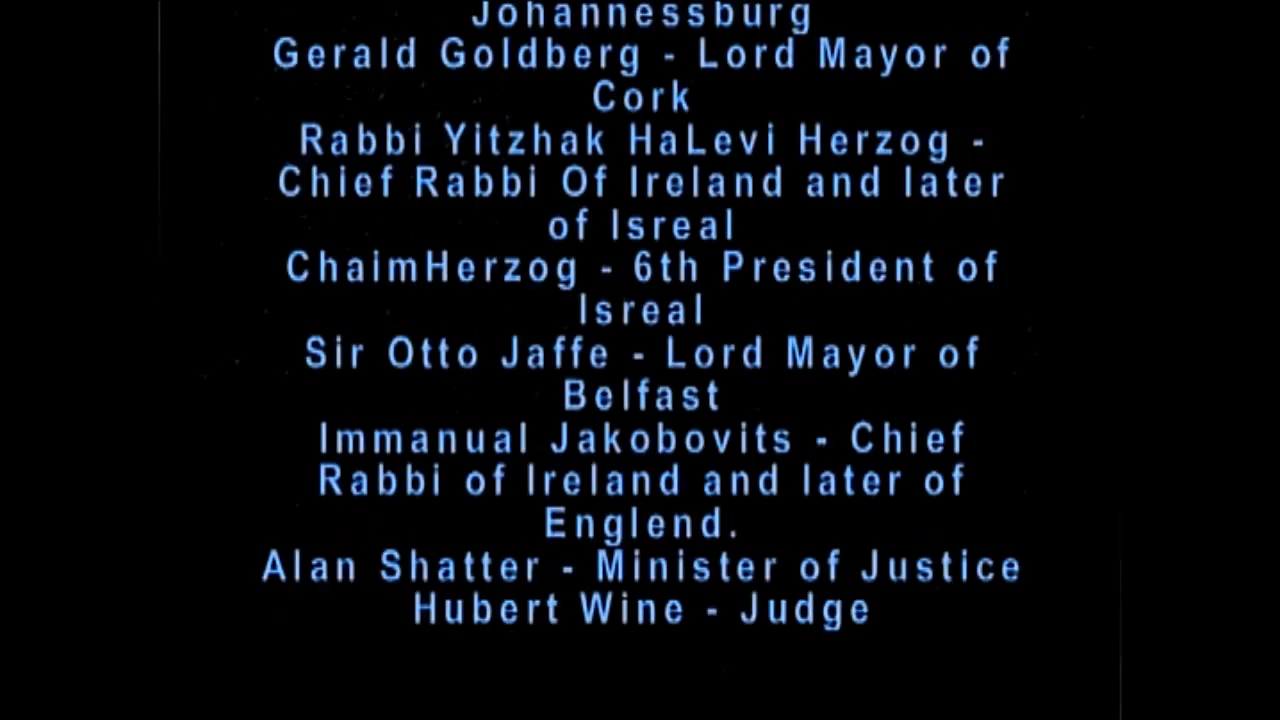 Johannessburg
Gerald Goldberg - Lord Mayor of
Cork
Rabbi Yitzhak HaLevi Herzog -
Chief Rabbi Of Ireland and later
of Isreal
ChaimHerzog - 6th President of
Isreal
Sir Otto Jaffe - Lord Mayor of
Belfast
Immanual Jakobovits - Chief
Rabbi of Ireland and later of
Englend.
Alan Shatter - Minister of Justice
Hubert Wine - Judge